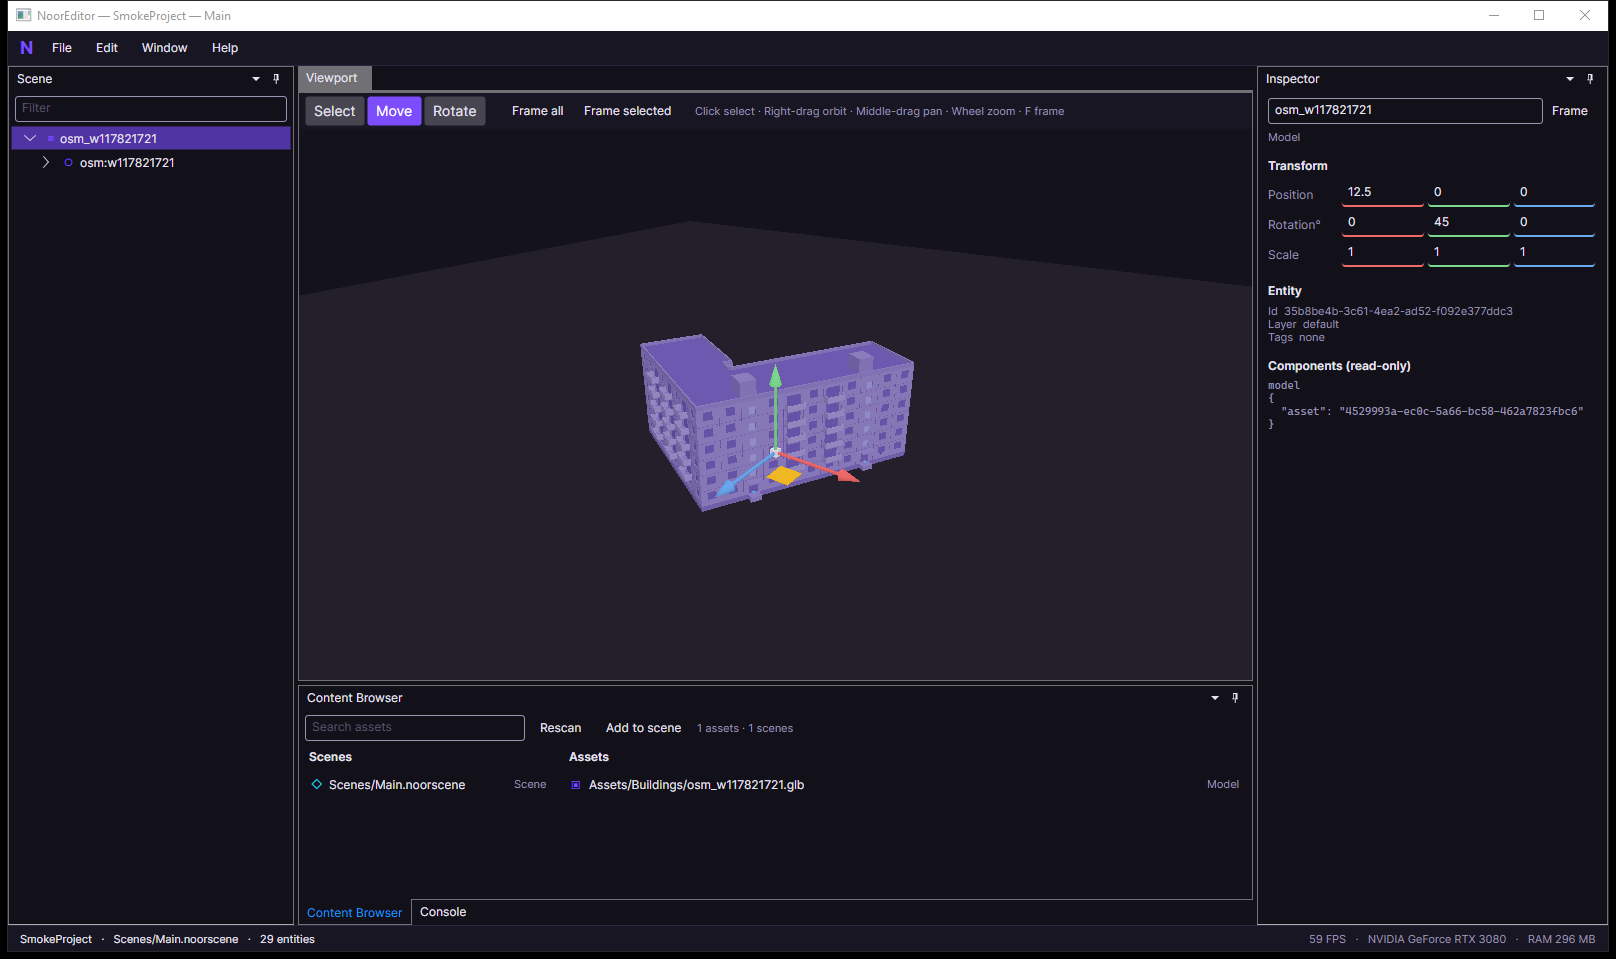 NoorEditor — SmokeProject — Main
N File Edit Window Help
Scene
Filter
osm_w117821721
osm:w117821721
Viewport
Select Move Rotate Frame all Frame selected Click select · Right-drag orbit · Middle-drag pan · Wheel zoom · F frame
Inspector
osm_w117821721 Frame
Model
Transform
Position 12.5 0 0
Rotation° 0 45 0
Scale 1 1 1
Entity
Id 35b8be4b-3c61-4ea2-ad52-f092e377ddc3
Layer default
Tags none
Components (read-only)
model
{
"asset": "4529993a-ec0c-5a66-bc58-462a7823fbc6"
}
Content Browser
Search assets Rescan Add to scene 1 assets · 1 scenes
Scenes Assets
Scenes/Main.noorscene Scene Assets/Buildings/osm_w117821721.glb Model
Content Browser Console
SmokeProject · Scenes/Main.noorscene · 29 entities 59 FPS · NVIDIA GeForce RTX 3080 · RAM 296 MB